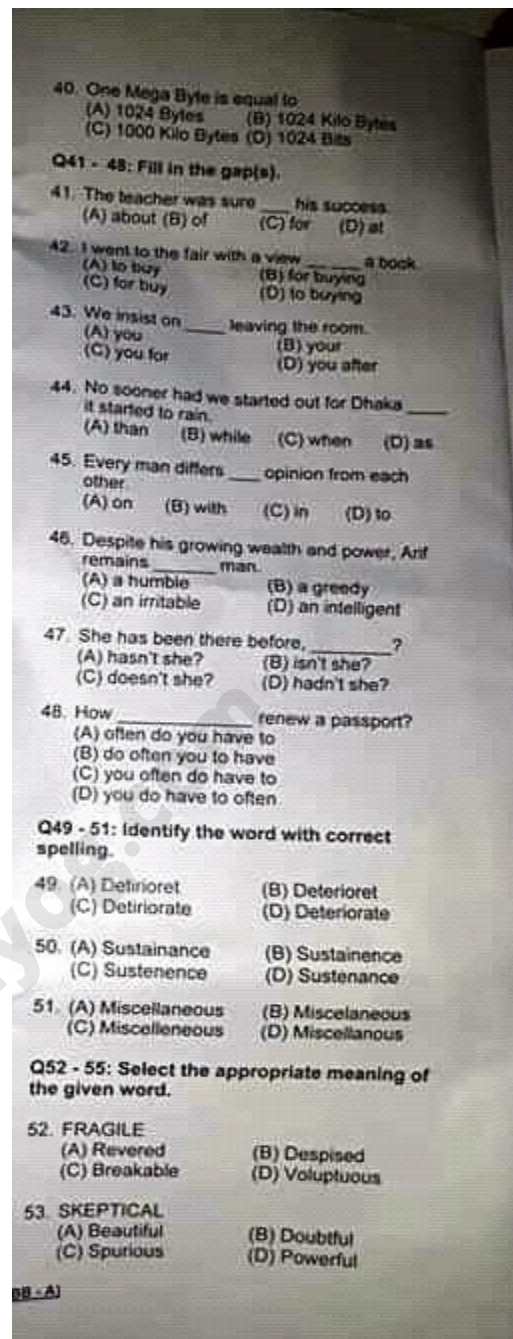 40. One Mega Byte is equal to
(A) 1024 Bytes (B) 1024 Kilo Bytes
(C) 1000 Kilo Bytes (D) 1024 Bits
Q41 - 48: Fill in the gap(s).
41. The teacher was sure ____ his success.
(A) about (B) of (C) for (D) at
42. I went to the fair with a view ____ ____ a book.
(A) to buy (B) for buying
(C) for buy (D) to buying
43. We insist on ____ leaving the room.
(A) you (B) your
(C) you for (D) you after
44. No sooner had we started out for Dhaka ____
it started to rain.
(A) than (B) while (C) when (D) as
45. Every man differs ____ opinion from each
other.
(A) on (B) with (C) in (D) to
46. Despite his growing wealth and power, Arif
remains ______ man.
(A) a humble (B) a greedy
(C) an irritable (D) an intelligent
47. She has been there before, ________?
(A) hasn't she? (B) isn't she?
(C) doesn't she? (D) hadn't she?
48. How ____________ renew a passport?
(A) often do you have to
(B) do often you to have
(C) you often do have to
(D) you do have to often
Q49 - 51: Identify the word with correct
spelling.
49. (A) Detirioret (B) Deterioret
(C) Detiriorate (D) Deteriorate
50. (A) Sustainance (B) Sustainence
(C) Sustenence (D) Sustenance
51. (A) Miscellaneous (B) Miscelaneous
(C) Miscelleneous (D) Miscellanous
Q52 - 55: Select the appropriate meaning of
the given word.
52. FRAGILE
(A) Revered (B) Despised
(C) Breakable (D) Voluptuous
53. SKEPTICAL
(A) Beautiful (B) Doubtful
(C) Spurious (D) Powerful